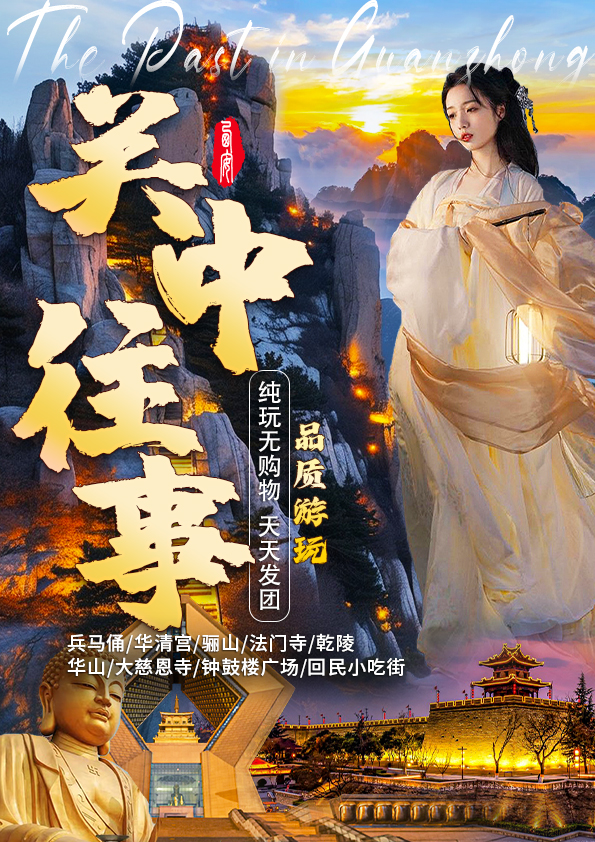 The Past in Guanzhong
关中
往事
西安
纯玩无购物 天天发团
品质游玩
兵马俑/华清宫/骊山/法门寺/乾陵
华山/大慈恩寺/钟鼓楼广场/回民小吃街